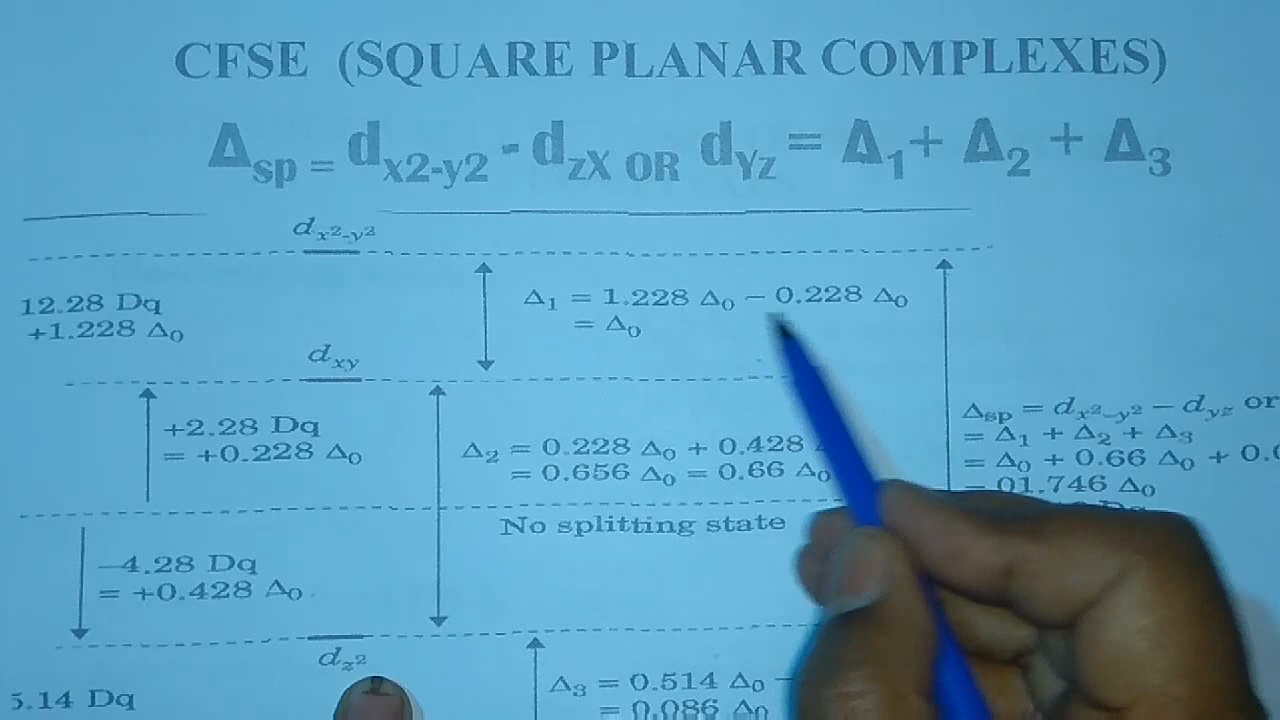 CFSE (SQUARE PLANAR COMPLEXES)
Δsp = dx2-y2 - dzX OR dYz = Δ1+ Δ2 + Δ3
dx²–y²
12.28 Dq
+1.228 Δ0
Δ1 = 1.228 Δ0 – 0.228 Δ0
= Δ0
dxy
+2.28 Dq
= +0.228 Δ0
Δ2 = 0.228 Δ0 + 0.428
= 0.656 Δ0 = 0.66 Δ0
Δsp = dx²–y² – dyz or
= Δ1 + Δ2 + Δ3
= Δ0 + 0.66 Δ0 + 0.0
= 01.746 Δ0
No splitting state
–4.28 Dq
= +0.428 Δ0
dz²
5.14 Dq
Δ3 = 0.514 Δ0 –
= 0.086 Δ0